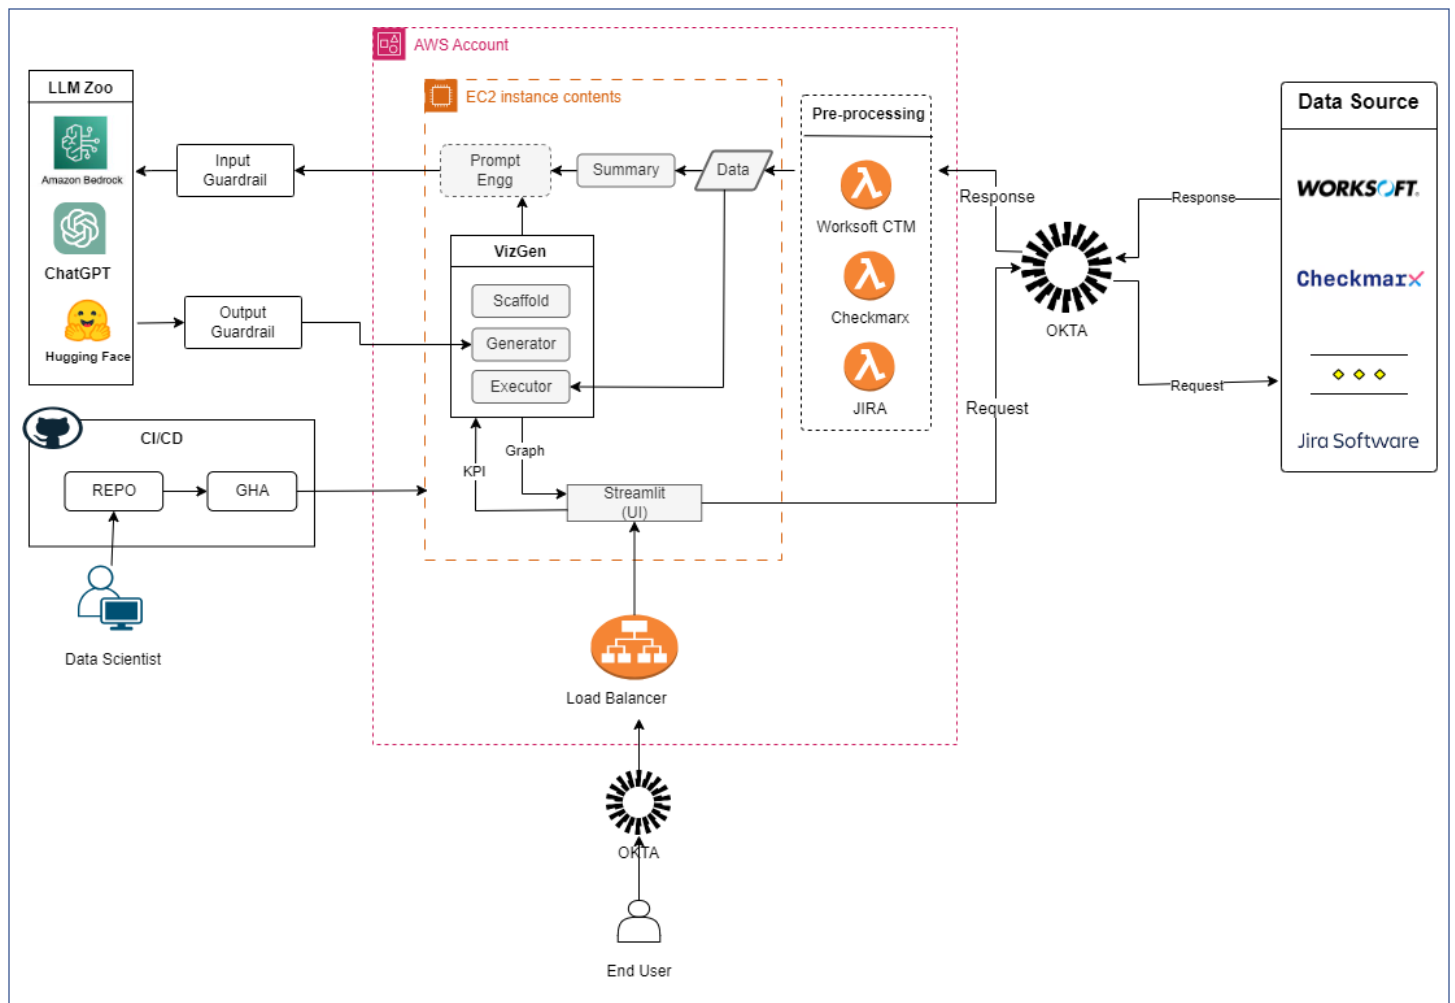 AWS Account
LLM Zoo
Amazon Bedrock
ChatGPT
Hugging Face
Input
Guardrail
Output
Guardrail
EC2 instance contents
Prompt
Engg
Summary
Data
VizGen
Scaffold
Generator
Executor
Graph
KPI
Streamlit
(UI)
Pre-processing
Worksoft CTM
Checkmarx
JIRA
Response
Request
OKTA
Response
Request
Data Source
WORKSOFT.
Checkmarx
Jira Software
CI/CD
REPO
GHA
Data Scientist
Load Balancer
OKTA
End User